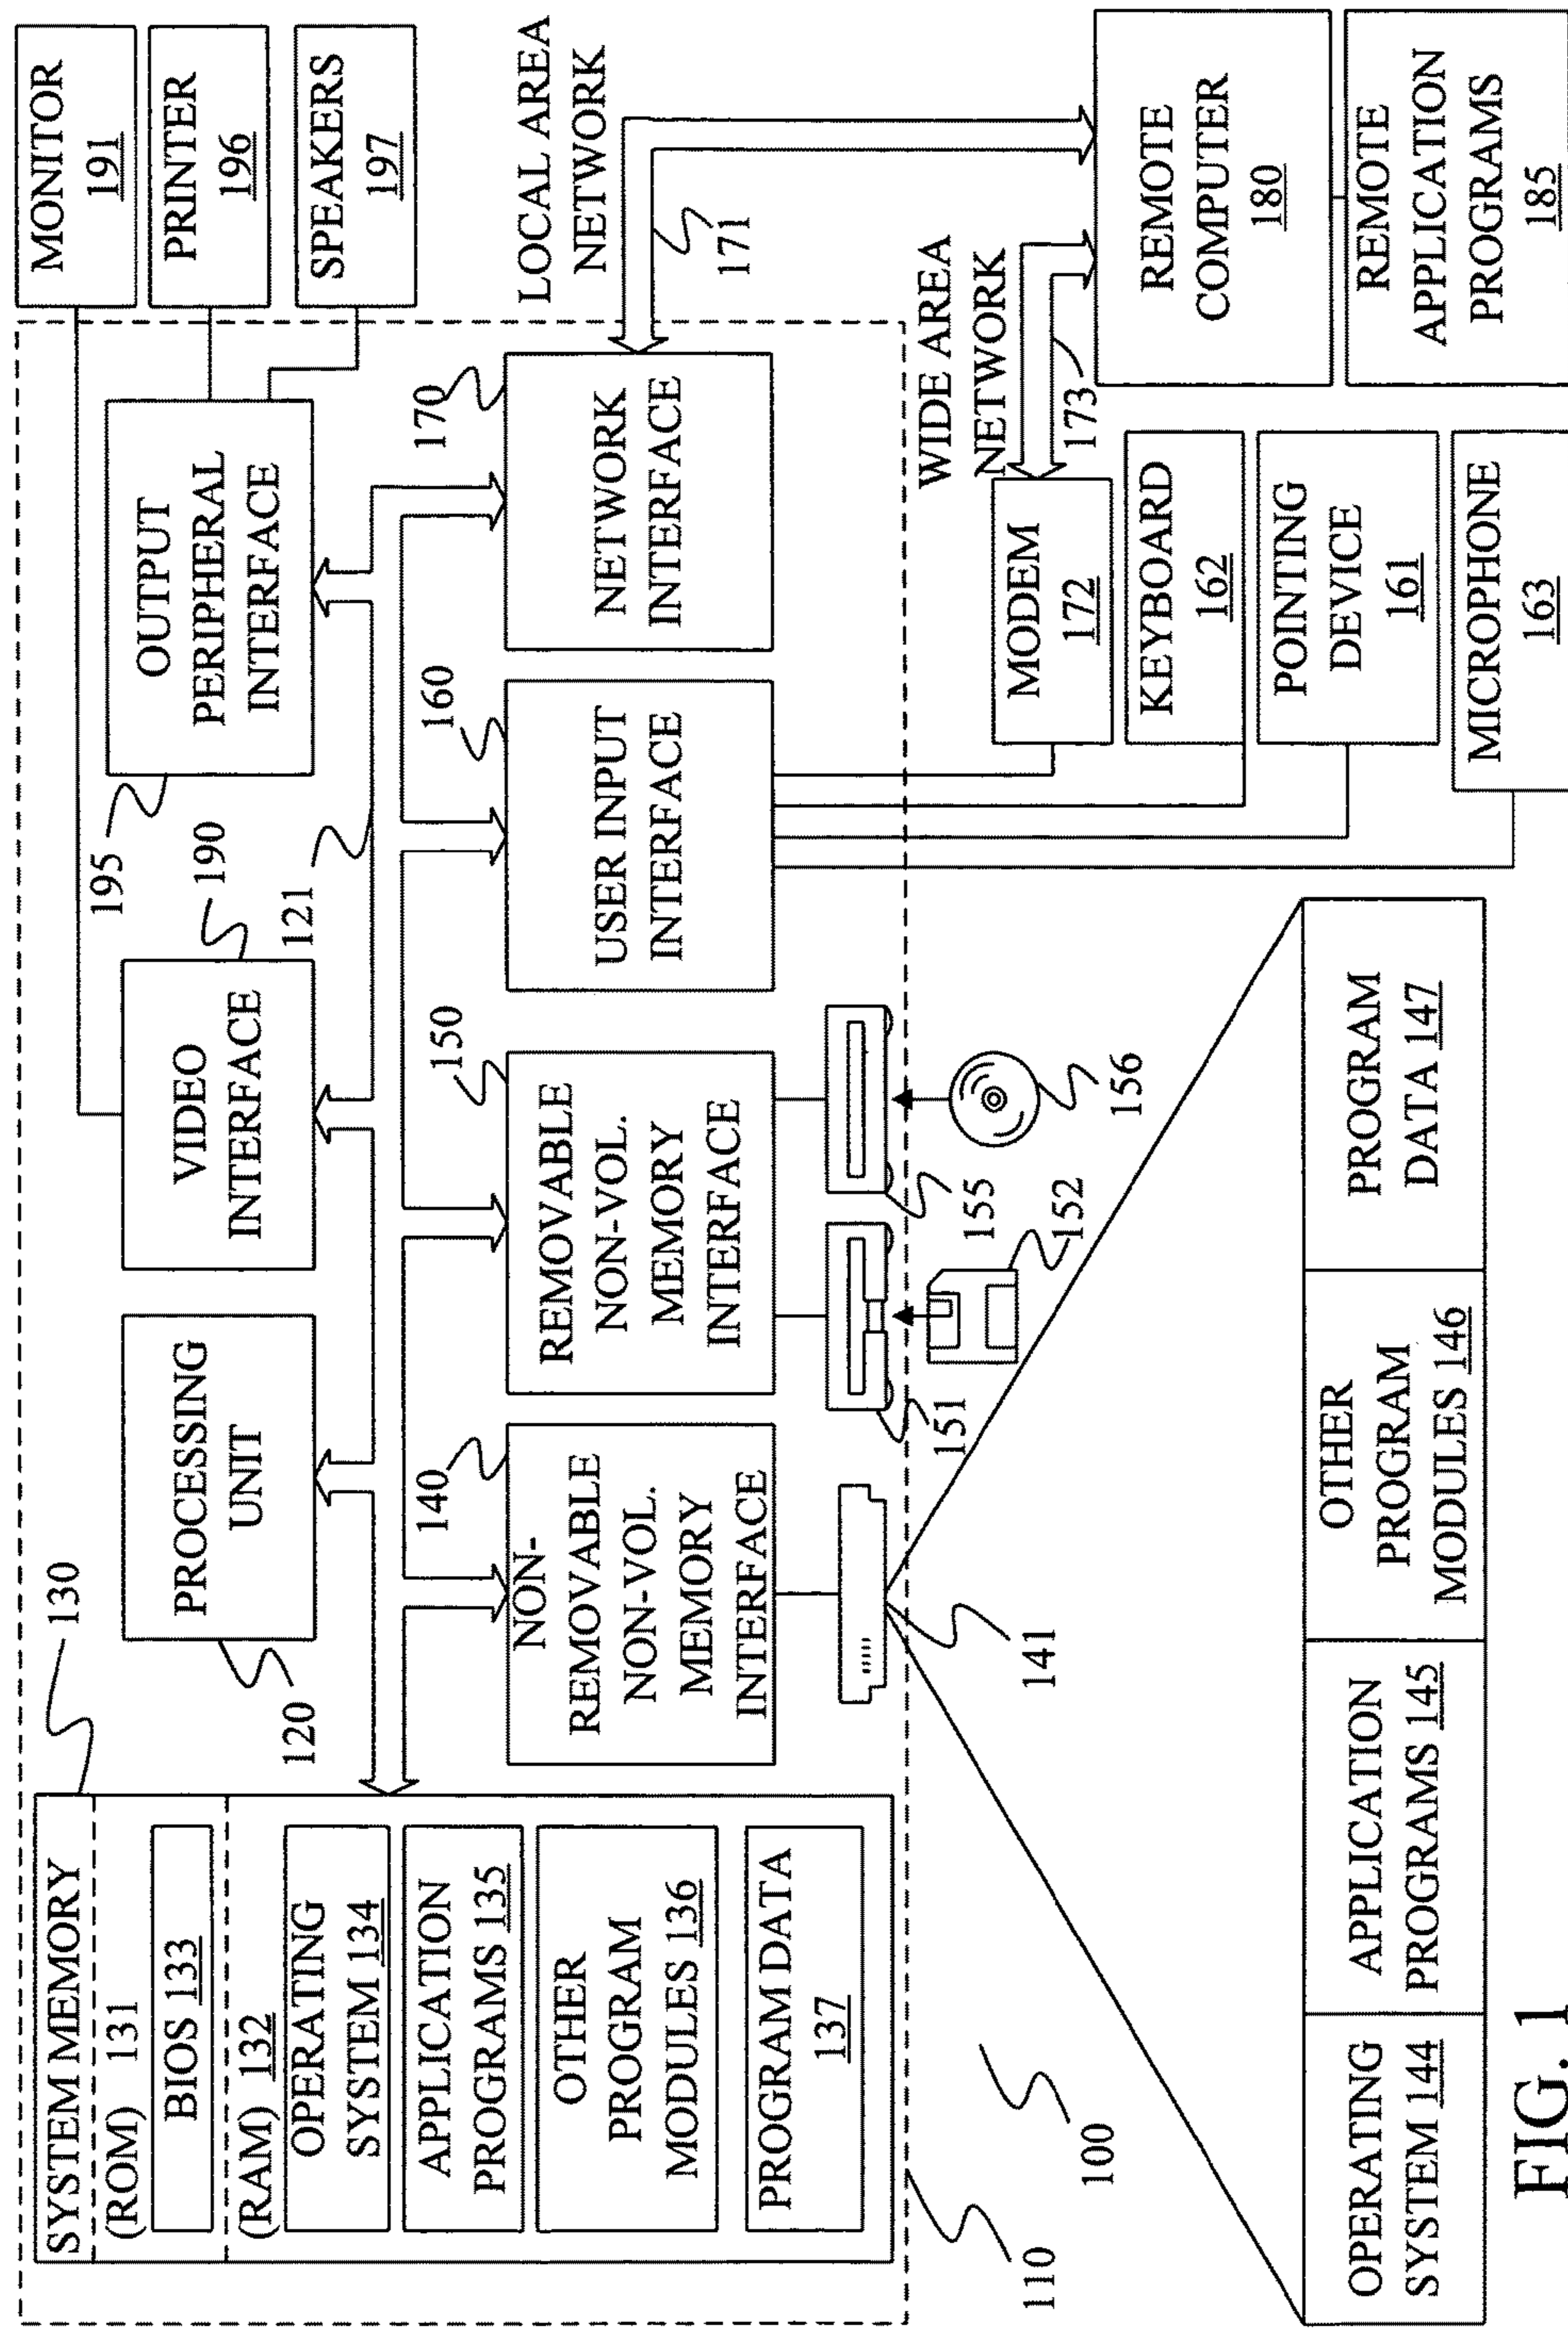 SYSTEM MEMORY
(ROM) 131
BIOS 133
(RAM) 132
OPERATING
SYSTEM 134
APPLICATION
PROGRAMS 135
OTHER
PROGRAM
MODULES 136
PROGRAM DATA
137
130
PROCESSING
UNIT
120
VIDEO
INTERFACE
190
121
OUTPUT
PERIPHERAL
INTERFACE
195
MONITOR
191
PRINTER
196
SPEAKERS
197
NON-
REMOVABLE
NON-VOL.
MEMORY
INTERFACE
140
REMOVABLE
NON-VOL.
MEMORY
INTERFACE
150
USER INPUT
INTERFACE
160
NETWORK
INTERFACE
170
LOCAL AREA
NETWORK
171
141
151
152
155
156
WIDE AREA
NETWORK
173
MODEM
172
KEYBOARD
162
POINTING
DEVICE
161
MICROPHONE
163
REMOTE
COMPUTER
180
REMOTE
APPLICATION
PROGRAMS
185
110
100
OPERATING
SYSTEM 144
APPLICATION
PROGRAMS 145
OTHER
PROGRAM
MODULES 146
PROGRAM
DATA 147
FIG. 1